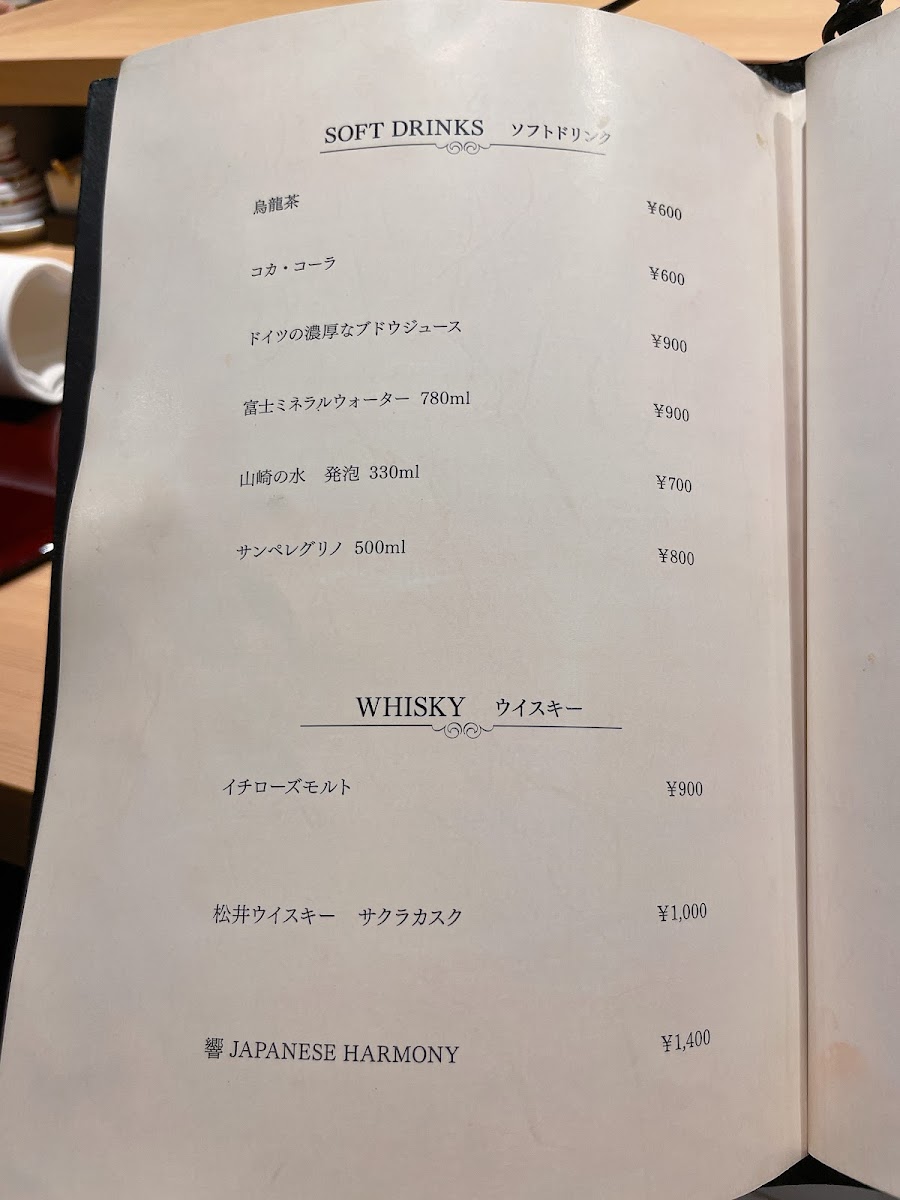 SOFT DRINKS ソフトドリンク
烏龍茶 ¥600
コカ・コーラ ¥600
ドイツの濃厚なブドウジュース ¥900
富士ミネラルウォーター 780ml ¥900
山崎の水 発泡 330ml ¥700
サンペレグリノ 500ml ¥800
WHISKY ウイスキー
イチローズモルト ¥900
松井ウイスキー サクラカスク ¥1,000
響 JAPANESE HARMONY ¥1,400